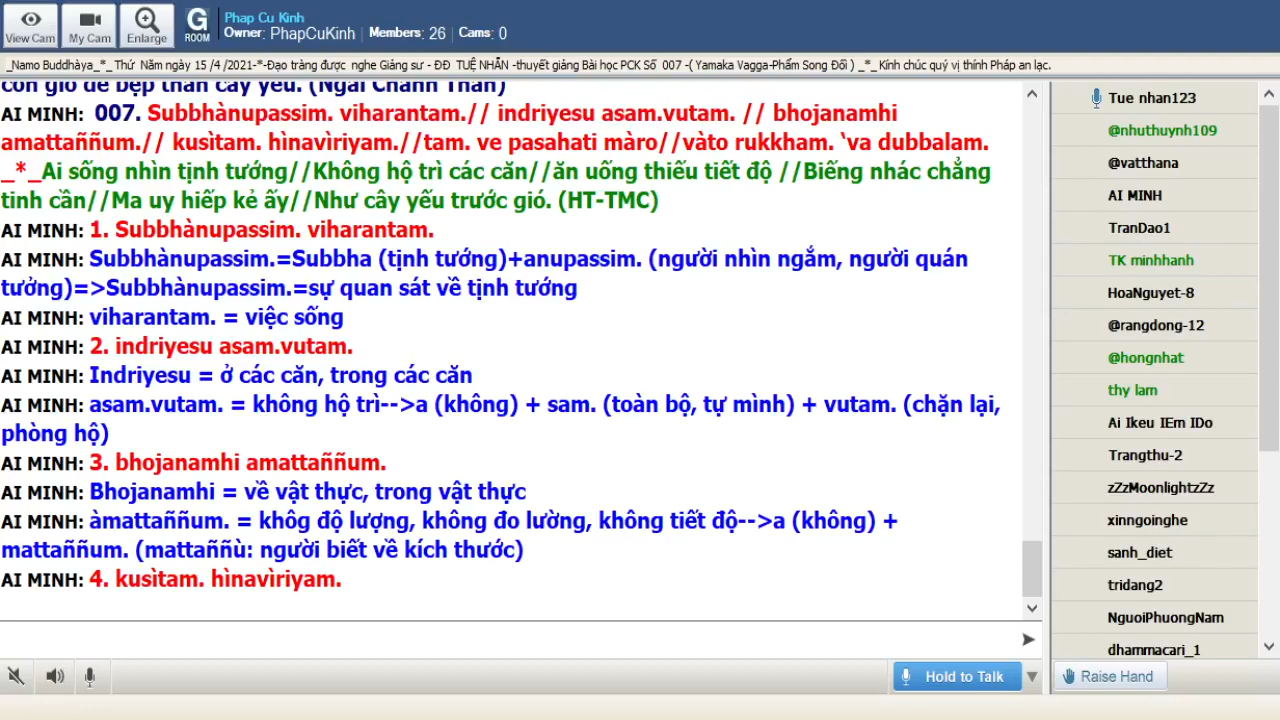 View Cam
My Cam
Enlarge
G
ROOM
Phap Cu Kinh
Owner: PhapCuKinh | Members: 26 | Cams: 0
_Namo Buddhàya_*_ Thứ Năm ngày 15 /4 /2021-*-Đạo tràng được nghe Giảng sư - ĐĐ TUỆ NHẪN -thuyết giảng Bài học PCK Số 007 -( Yamaka Vagga-Phẩm Song Đối ) _*_ Kính chúc quý vị thính Pháp an lạc.
AI MINH: 007. Subbhànupassim. viharantam.// indriyesu asam.vutam. // bhojanamhi
amattaññum.// kusìtam. hìnavìriyam.//tam. ve pasahati màro//vàto rukkham. ‘va dubbalam.
_*_Ai sống nhìn tịnh tướng//Không hộ trì các căn//ăn uống thiếu tiết độ //Biếng nhác chẳng
tinh cần//Ma uy hiếp kẻ ấy//Như cây yếu trước gió. (HT-TMC)
AI MINH: 1. Subbhànupassim. viharantam.
AI MINH: Subbhànupassim.=Subbha (tịnh tướng)+anupassim. (người nhìn ngắm, người quán
tưởng)=>Subbhànupassim.=sự quan sát về tịnh tướng
AI MINH: viharantam. = việc sống
AI MINH: 2. indriyesu asam.vutam.
AI MINH: Indriyesu = ở các căn, trong các căn
AI MINH: asam.vutam. = không hộ trì-->a (không) + sam. (toàn bộ, tự mình) + vutam. (chặn lại,
phòng hộ)
AI MINH: 3. bhojanamhi amattaññum.
AI MINH: Bhojanamhi = về vật thực, trong vật thực
AI MINH: àmattaññum. = khôg độ lượng, không đo lường, không tiết độ-->a (không) +
mattaññum. (mattaññù: người biết về kích thước)
AI MINH: 4. kusìtam. hìnavìriyam.
Tue nhan123
@nhuthuynh109
@vatthana
AI MINH
TranDao1
TK minhhanh
HoaNguyet-8
@rangdong-12
@hongnhat
thy lam
Ai Ikeu IEm IDo
Trangthu-2
zZzMoonlightzZz
xinngoinghe
sanh_diet
tridang2
NguoiPhuongNam
dhammacari_1
Hold to Talk
Raise Hand